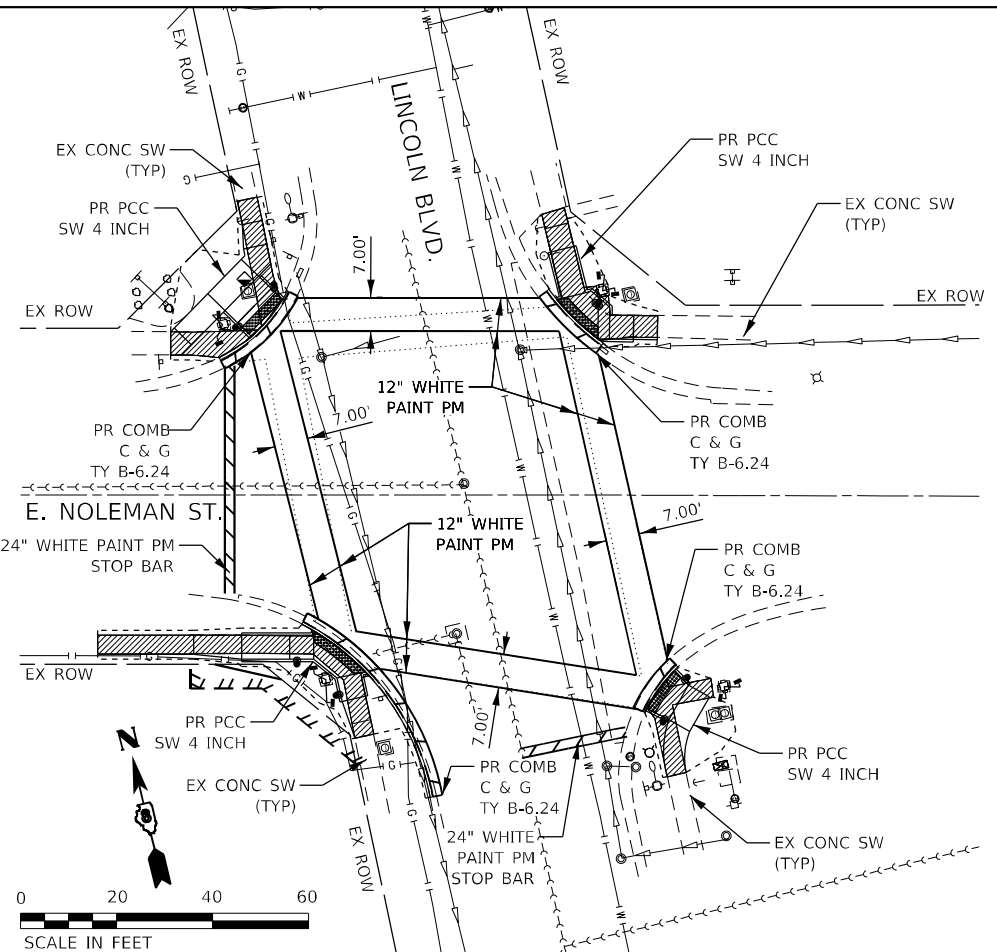 EX ROW
EX ROW
LINCOLN BLVD.
EX CONC SW
(TYP)
PR PCC
SW 4 INCH
PR PCC
SW 4 INCH
EX CONC SW
(TYP)
7.00'
EX ROW
EX ROW
12" WHITE
PAINT PM
7.00'
PR COMB
C & G
TY B-6.24
PR COMB
C & G
TY B-6.24
E. NOLEMAN ST.
12" WHITE
PAINT PM
7.00'
24" WHITE PAINT PM
STOP BAR
PR COMB
C & G
TY B-6.24
EX ROW
PR PCC
SW 4 INCH
7.00'
N
EX CONC SW
(TYP)
PR COMB
C & G
TY B-6.24
PR PCC
SW 4 INCH
24" WHITE
PAINT PM
STOP BAR
EX CONC SW
(TYP)
EX ROW
0 20 40 60
SCALE IN FEET
G
G
G
G
G
G
G
G
W
W
W
W
W
W
W
W